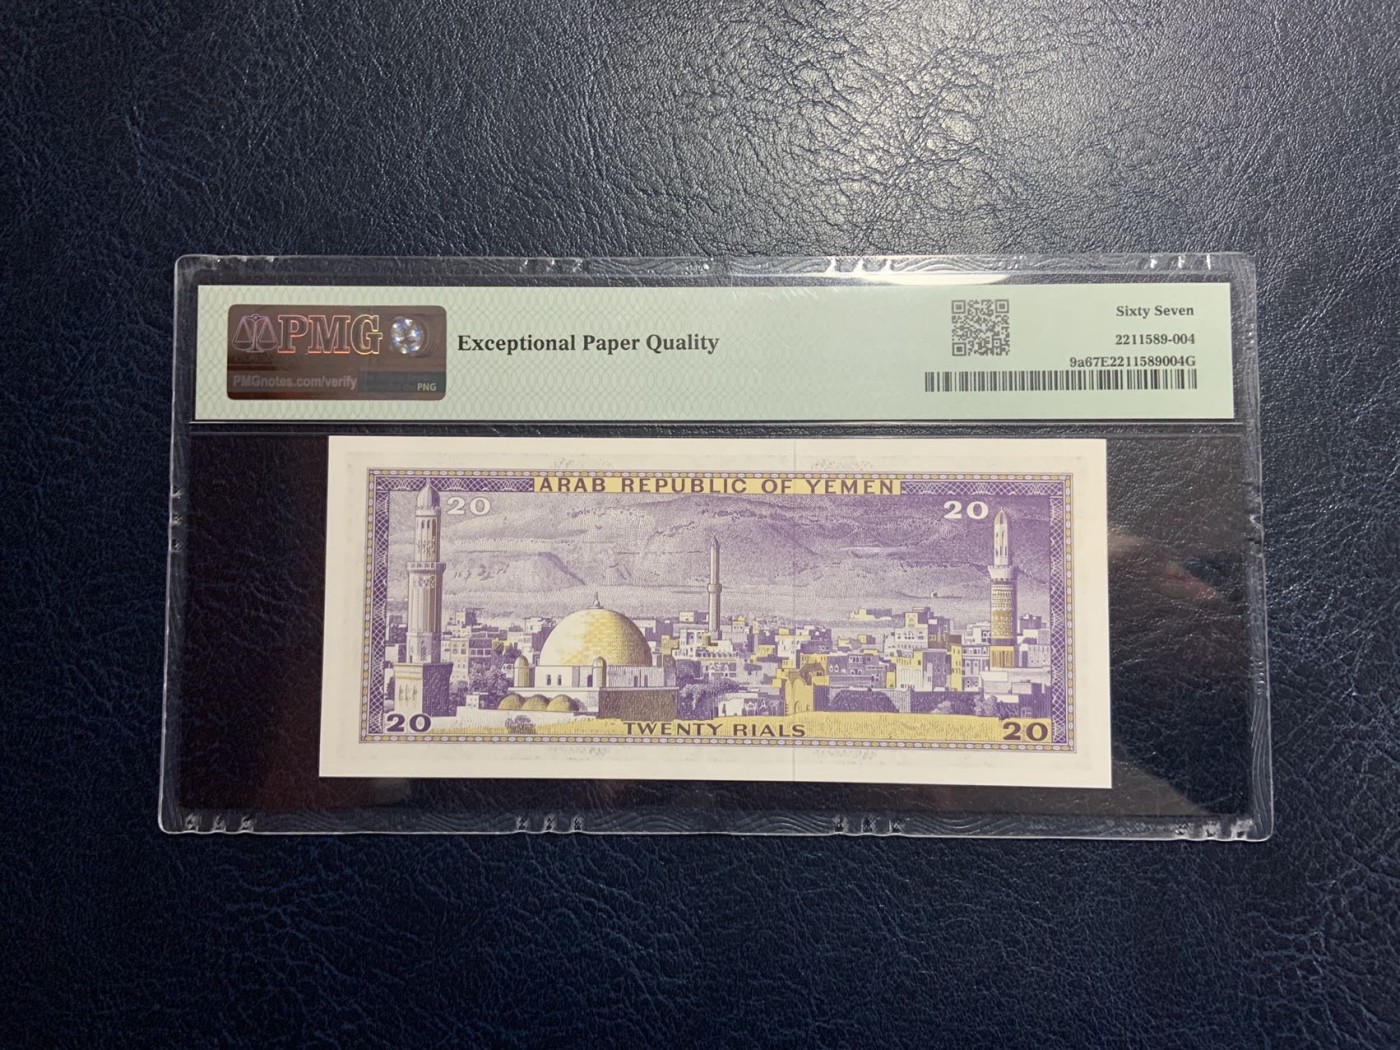 PMG
PMGnotes.com/verify
PNG
Exceptional Paper Quality
Sixty Seven
2211589-004
9a67E2211589004G
ARAB REPUBLIC OF YEMEN
20
20
20
TWENTY RIALS
20